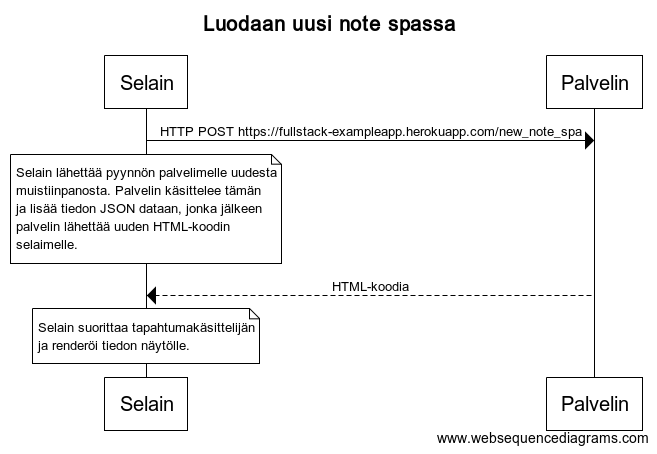 Luodaan uusi note spassa
Selain
Palvelin
HTTP POST https://fullstack-exampleapp.herokuapp.com/new_note_spa
Selain lähettää pyynnön palvelimelle uudesta
muistiinpanosta. Palvelin käsittelee tämän
ja lisää tiedon JSON dataan, jonka jälkeen
palvelin lähettää uuden HTML-koodin
selaimelle.
HTML-koodia
Selain suorittaa tapahtumakäsittelijän
ja renderöi tiedon näytölle.
Selain
Palvelin
www.websequencediagrams.com